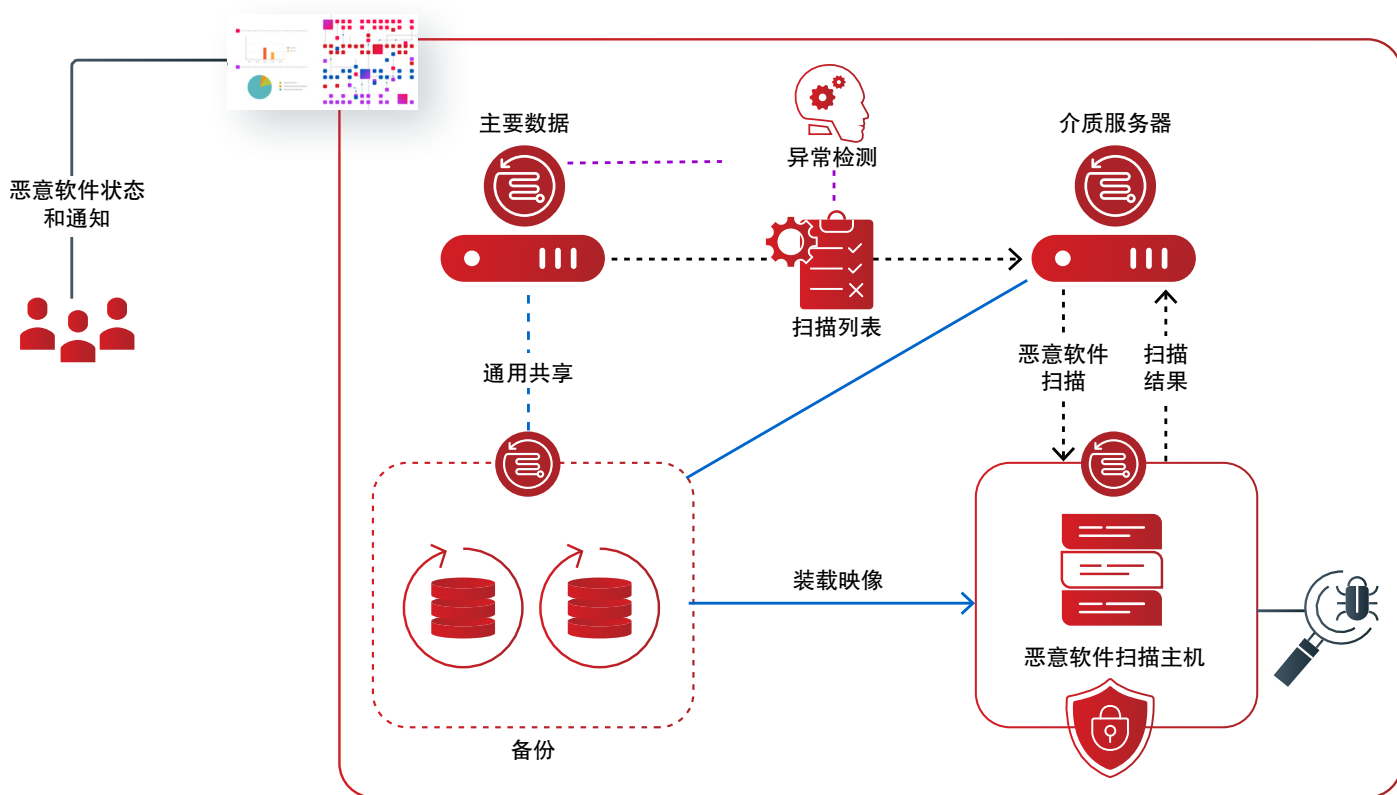 主要数据
异常检测
介质服务器
恶意软件状态
和通知
扫描列表
通用共享
恶意软件
扫描
扫描
结果
装载映像
恶意软件扫描主机
备份